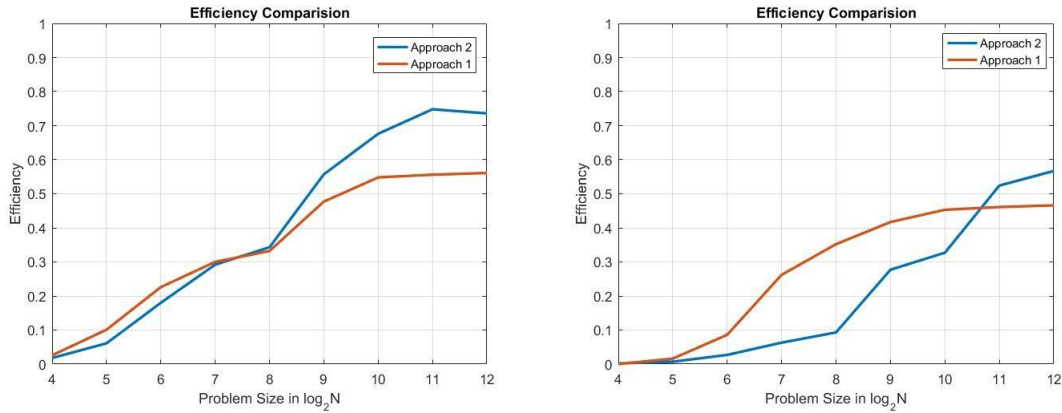 Efficiency Comparision
1
0.9
0.8
0.7
0.6
0.5
0.4
0.3
0.2
0.1
0
Efficiency
Approach 2
Approach 1
4 5 6 7 8 9 10 11 12
Problem Size in log₂N
Efficiency Comparision
1
0.9
0.8
0.7
0.6
0.5
0.4
0.3
0.2
0.1
0
Efficiency
Approach 2
Approach 1
4 5 6 7 8 9 10 11 12
Problem Size in log₂N